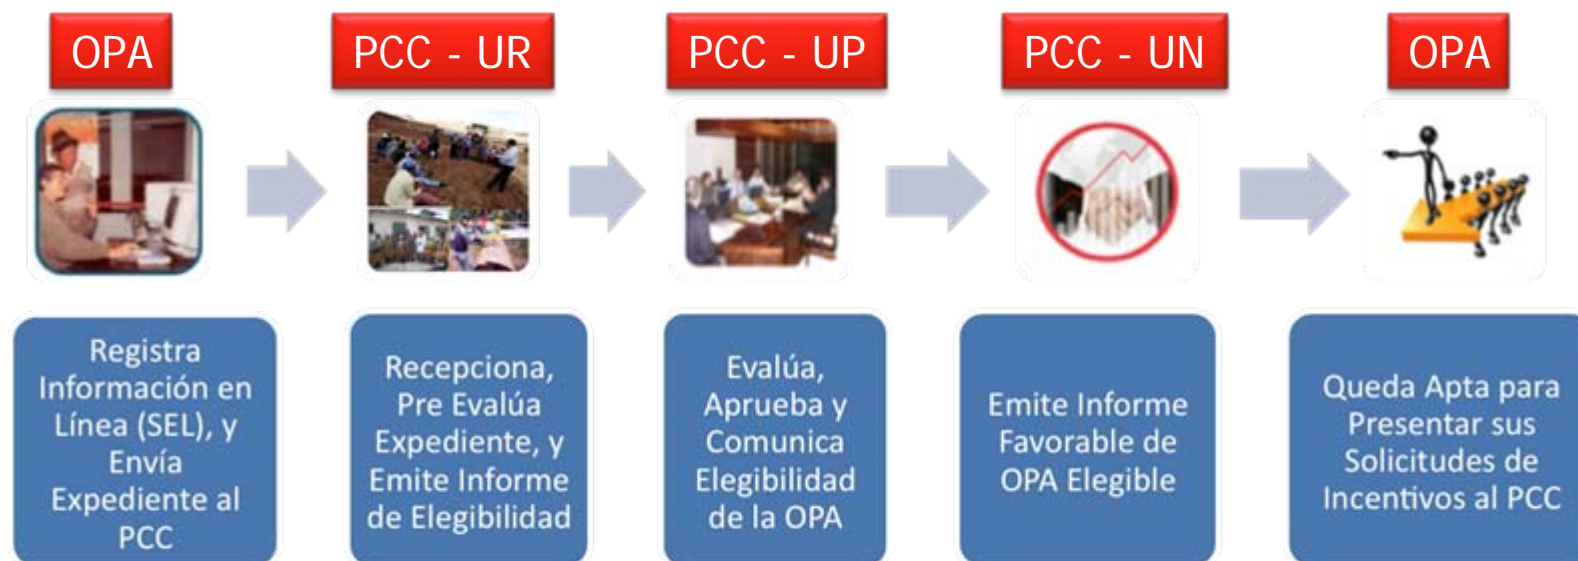 OPA
PCC - UR
PCC - UP
PCC - UN
OPA
Registra
Información en
Línea (SEL), y
Envía
Expediente al
PCC
Recepciona,
Pre Evalúa
Expediente, y
Emite Informe
de Elegibilidad
Evalúa,
Aprueba y
Comunica
Elegibilidad
de la OPA
Emite Informe
Favorable de
OPA Elegible
Queda Apta para
Presentar sus
Solicitudes de
Incentivos al PCC